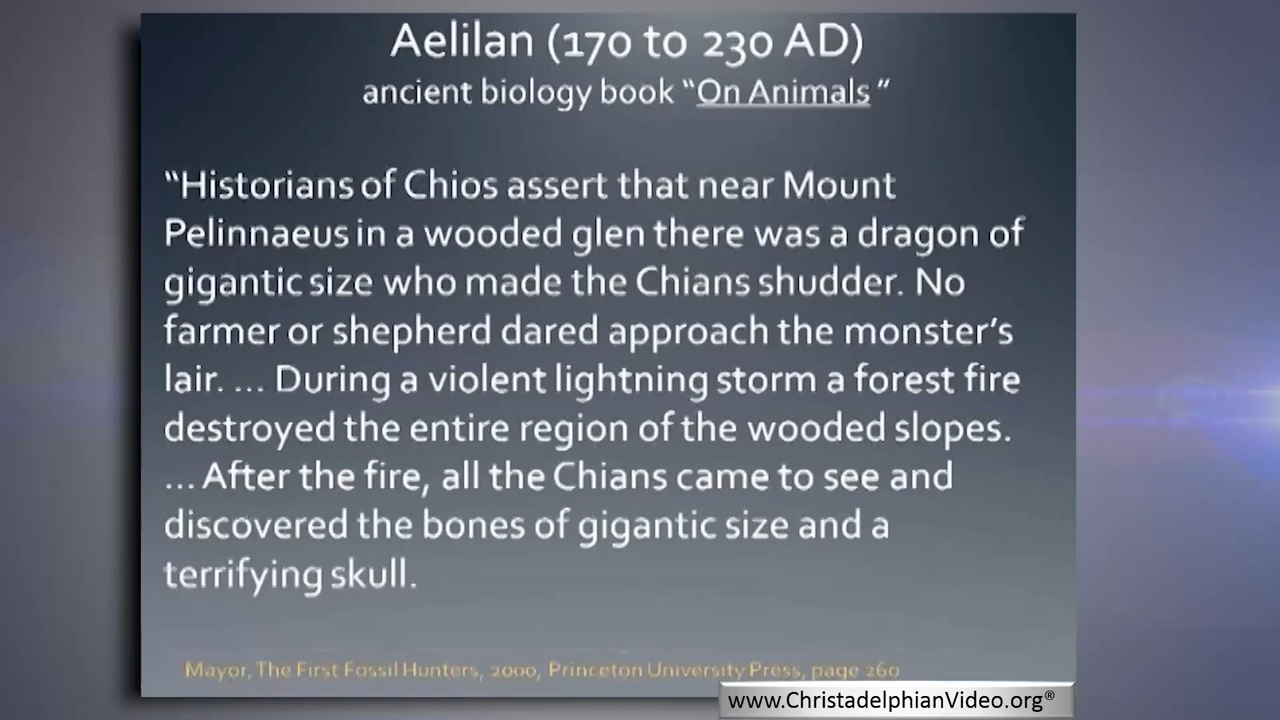 Aelilan (170 to 230 AD)
ancient biology book “On Animals ”
“Historians of Chios assert that near Mount
Pelinnaeus in a wooded glen there was a dragon of
gigantic size who made the Chians shudder. No
farmer or shepherd dared approach the monster’s
lair. ... During a violent lightning storm a forest fire
destroyed the entire region of the wooded slopes.
... After the fire, all the Chians came to see and
discovered the bones of gigantic size and a
terrifying skull.
Mayor, The First Fossil Hunters, 2000, Princeton University Press, page 260
www.ChristadelphianVideo.org®